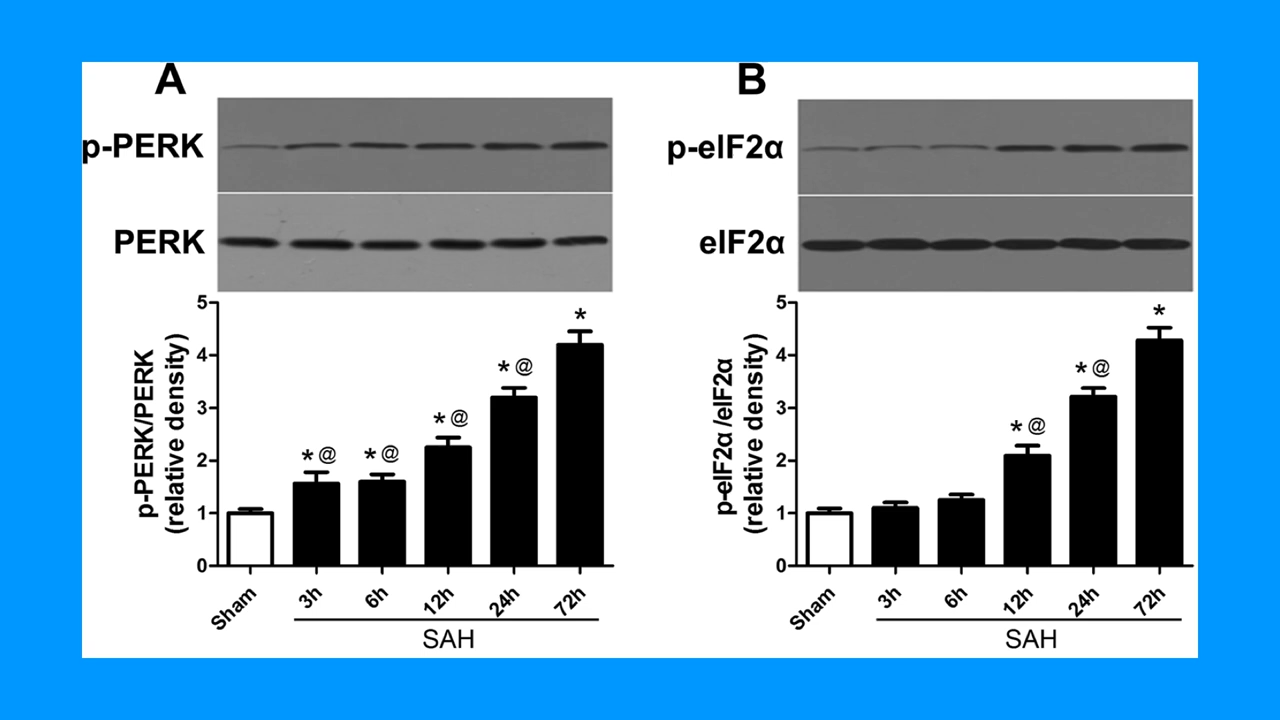 A
p-PERK
PERK
5
4
3
2
1
0
p-PERK/PERK
(relative density)
* @
* @
* @
* @
*
Sham
3h
6h
12h
24h
72h
SAH
B
p-eIF2α
eIF2α
5
4
3
2
1
0
p-eIF2α /eIF2α
(relative density)
* @
* @
*
Sham
3h
6h
12h
24h
72h
SAH